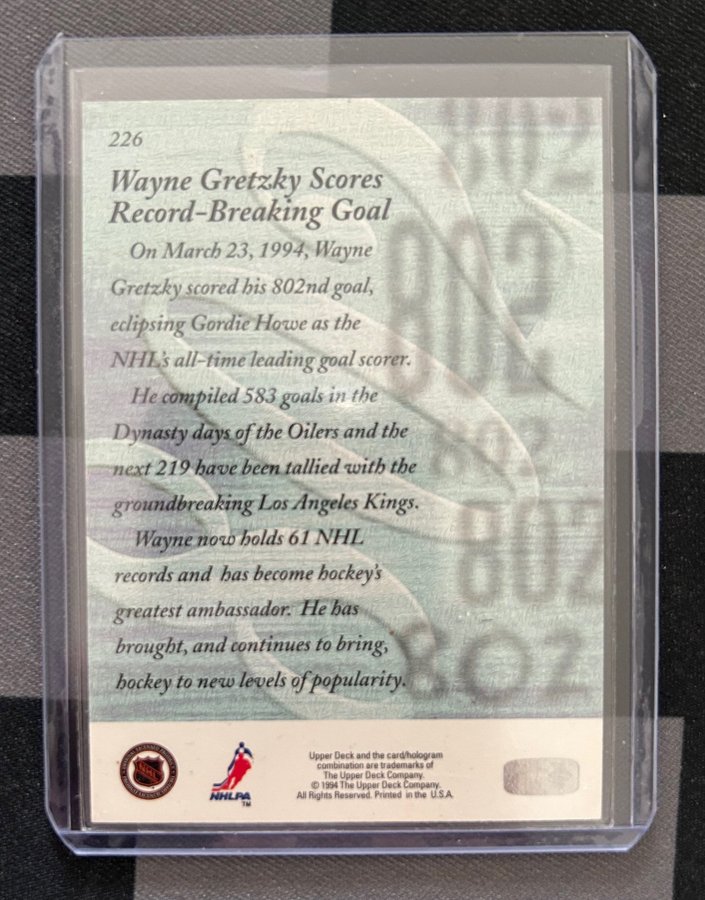 226
Wayne Gretzky Scores
Record-Breaking Goal
On March 23, 1994, Wayne
Gretzky scored his 802nd goal,
eclipsing Gordie Howe as the
NHL's all-time leading goal scorer.
He compiled 583 goals in the
Dynasty days of the Oilers and the
next 219 have been tallied with the
groundbreaking Los Angeles Kings.
Wayne now holds 61 NHL
records and has become hockey's
greatest ambassador. He has
brought, and continues to bring,
hockey to new levels of popularity.
802
802
802
802
802
NHL
NHLPA
TM
Upper Deck and the card/hologram
combination are trademarks of
The Upper Deck Company.
© 1994 The Upper Deck Company.
All Rights Reserved. Printed in the U.S.A.